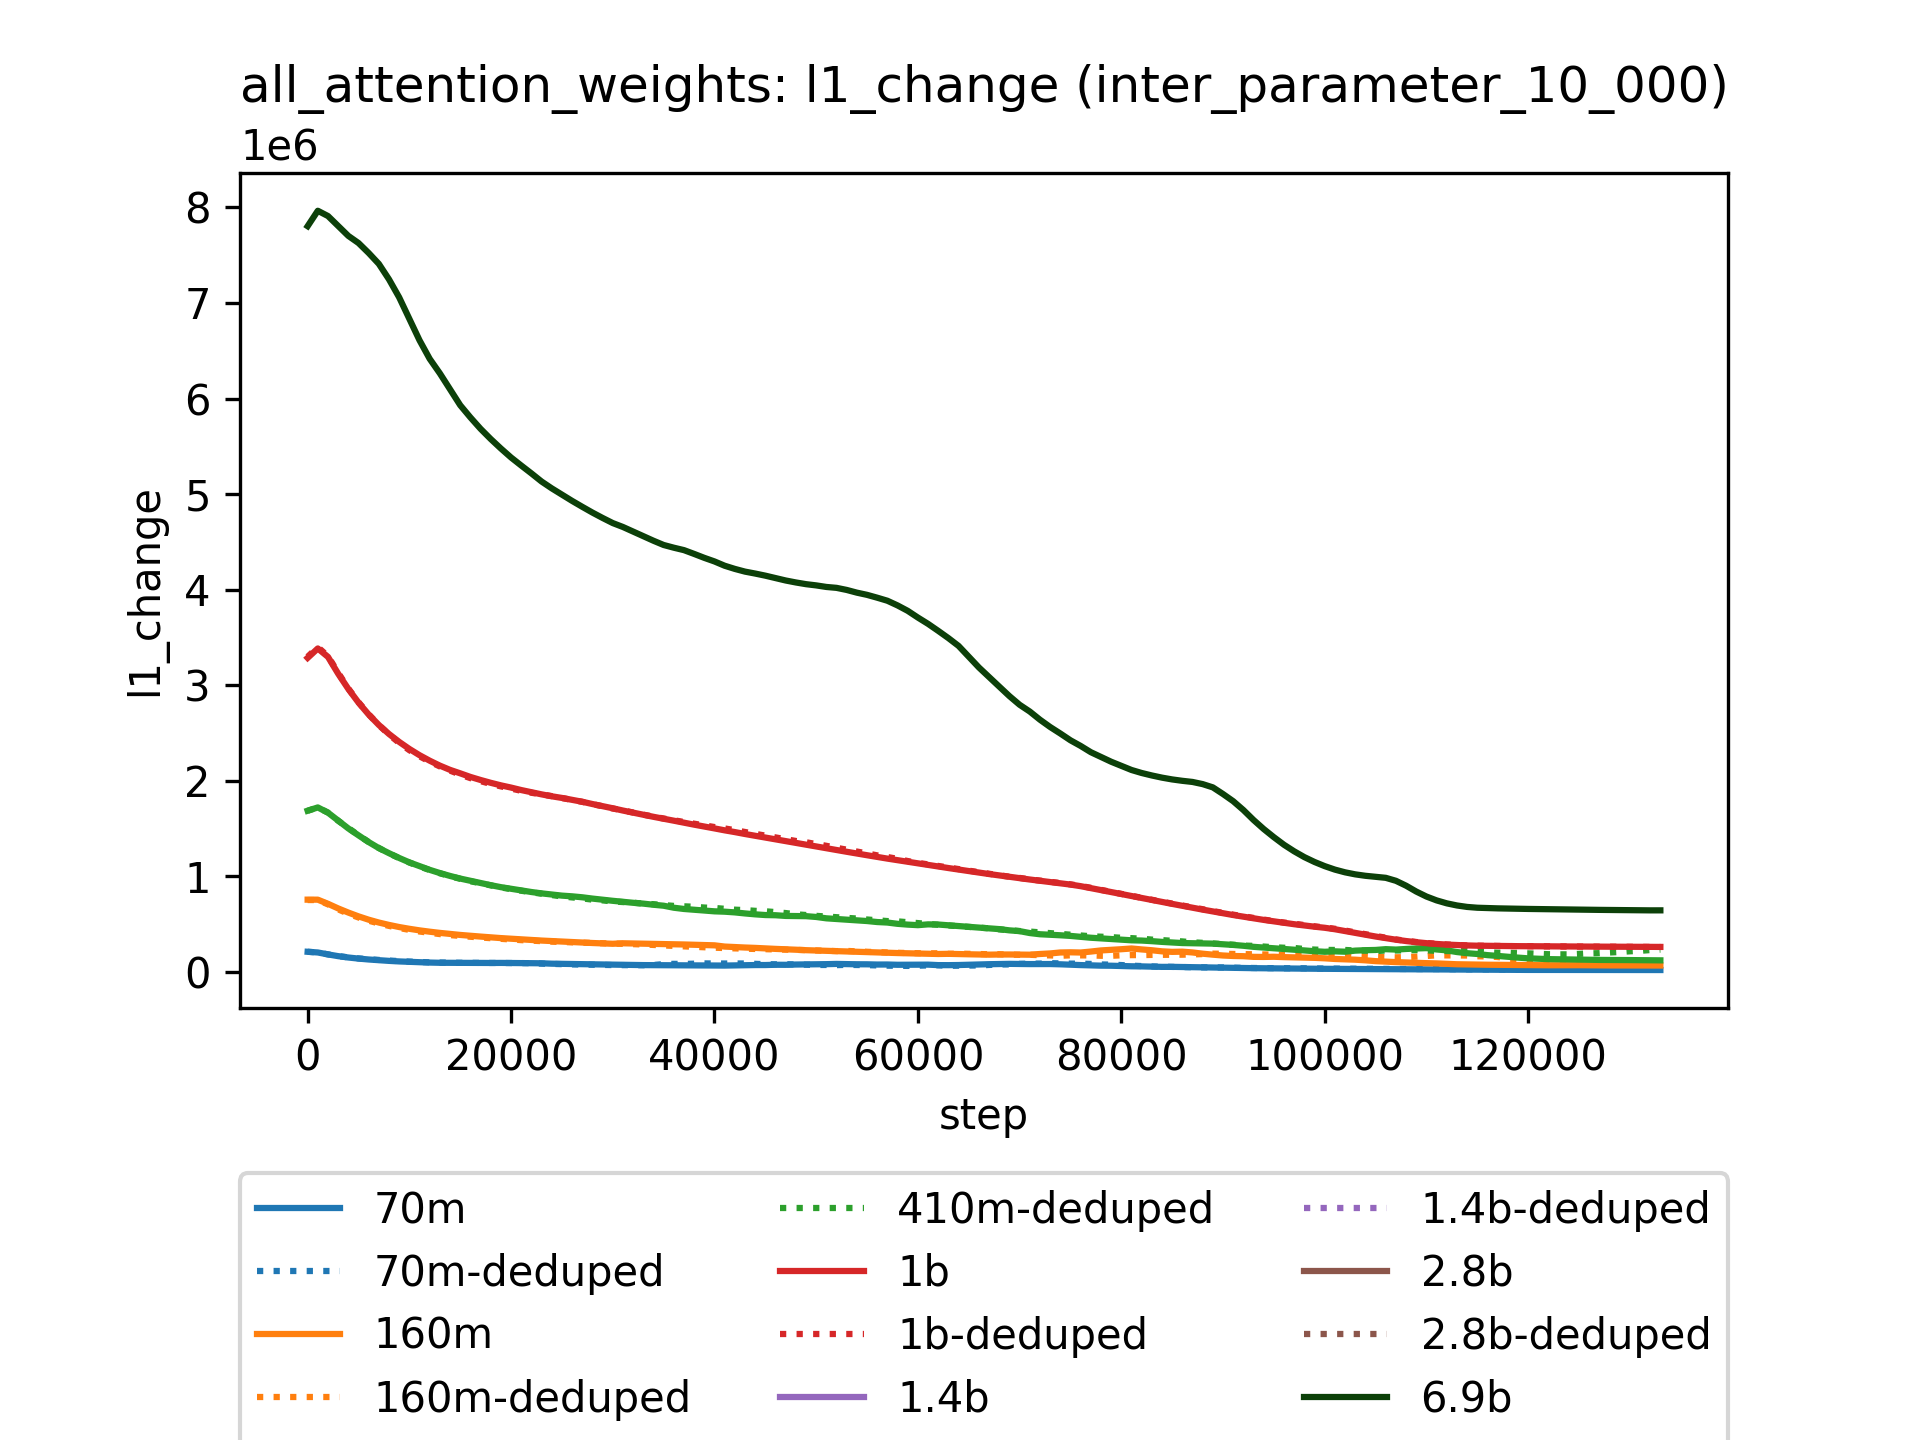 all_attention_weights: l1_change (inter_parameter_10_000)
1e6
8
7
6
5
4
3
2
1
0
l1_change
0 20000 40000 60000 80000 100000 120000
step
70m
70m-deduped
160m
160m-deduped
410m-deduped
1b
1b-deduped
1.4b
1.4b-deduped
2.8b
2.8b-deduped
6.9b